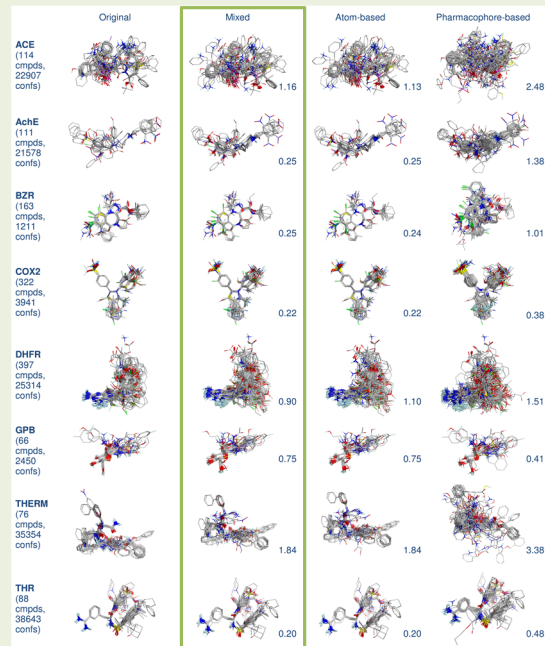 Original Mixed Atom-based Pharmacophore-based
ACE
(114
cmpds,
22907
confs)
1.16 1.13 2.48
AchE
(111
cmpds,
21578
confs)
0.25 0.25 1.38
BZR
(163
cmpds,
1211
confs)
0.25 0.24 1.01
COX2
(322
cmpds,
3941
confs)
0.22 0.22 0.38
DHFR
(397
cmpds,
25314
confs)
0.90 1.10 1.51
GPB
(66
cmpds,
2450
confs)
0.75 0.75 0.41
THERM
(76
cmpds,
35354
confs)
1.84 1.84 3.38
THR
(88
cmpds,
38643
confs)
0.20 0.20 0.48